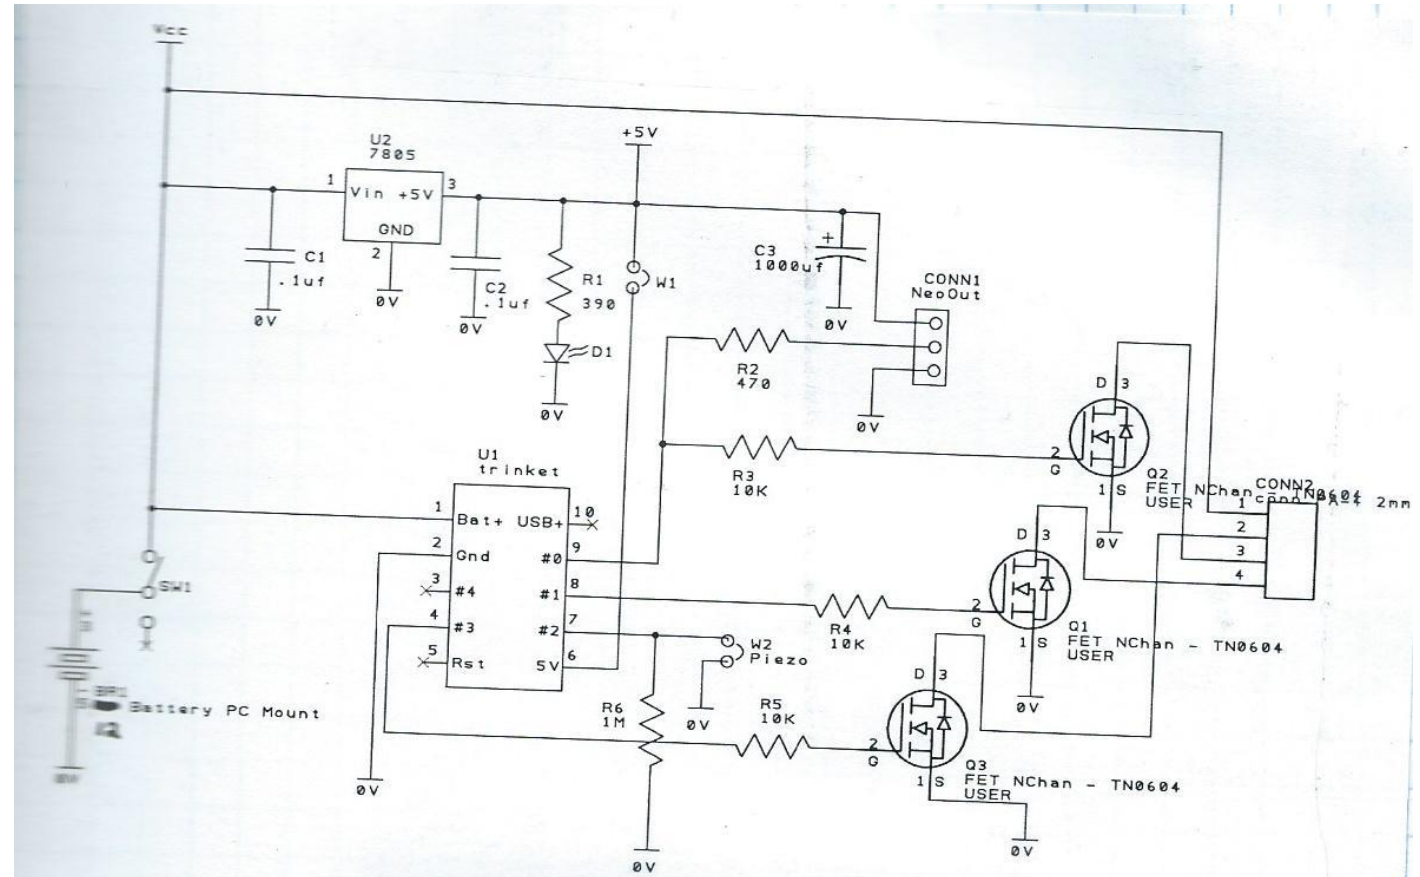 Vcc
+5V
U2
7805
1
Vin +5V
3
GND
2
0V
C1
.1uf
0V
C2
.1uf
0V
R1
390
D1
0V
W1
C3
1000uf
+
0V
CONN1
NeoOut
0V
R2
470
R3
10K
D 3
2
G
1 S
Q2
FET NChan - TN0604
USER
0V
CONN2
2mm
1
2
3
4
U1
trinket
1
Bat+
USB+
10
2
Gnd
#0
9
3
#4
#1
8
4
#3
#2
7
5
Rst
5V
6
0V
SW1
Battery PC Mount
0V
R4
10K
D 3
2
G
1 S
Q1
FET NChan - TN0604
USER
0V
W2
Piezo
0V
R6
1M
0V
R5
10K
D 3
2
G
1 S
Q3
FET NChan - TN0604
USER
0V